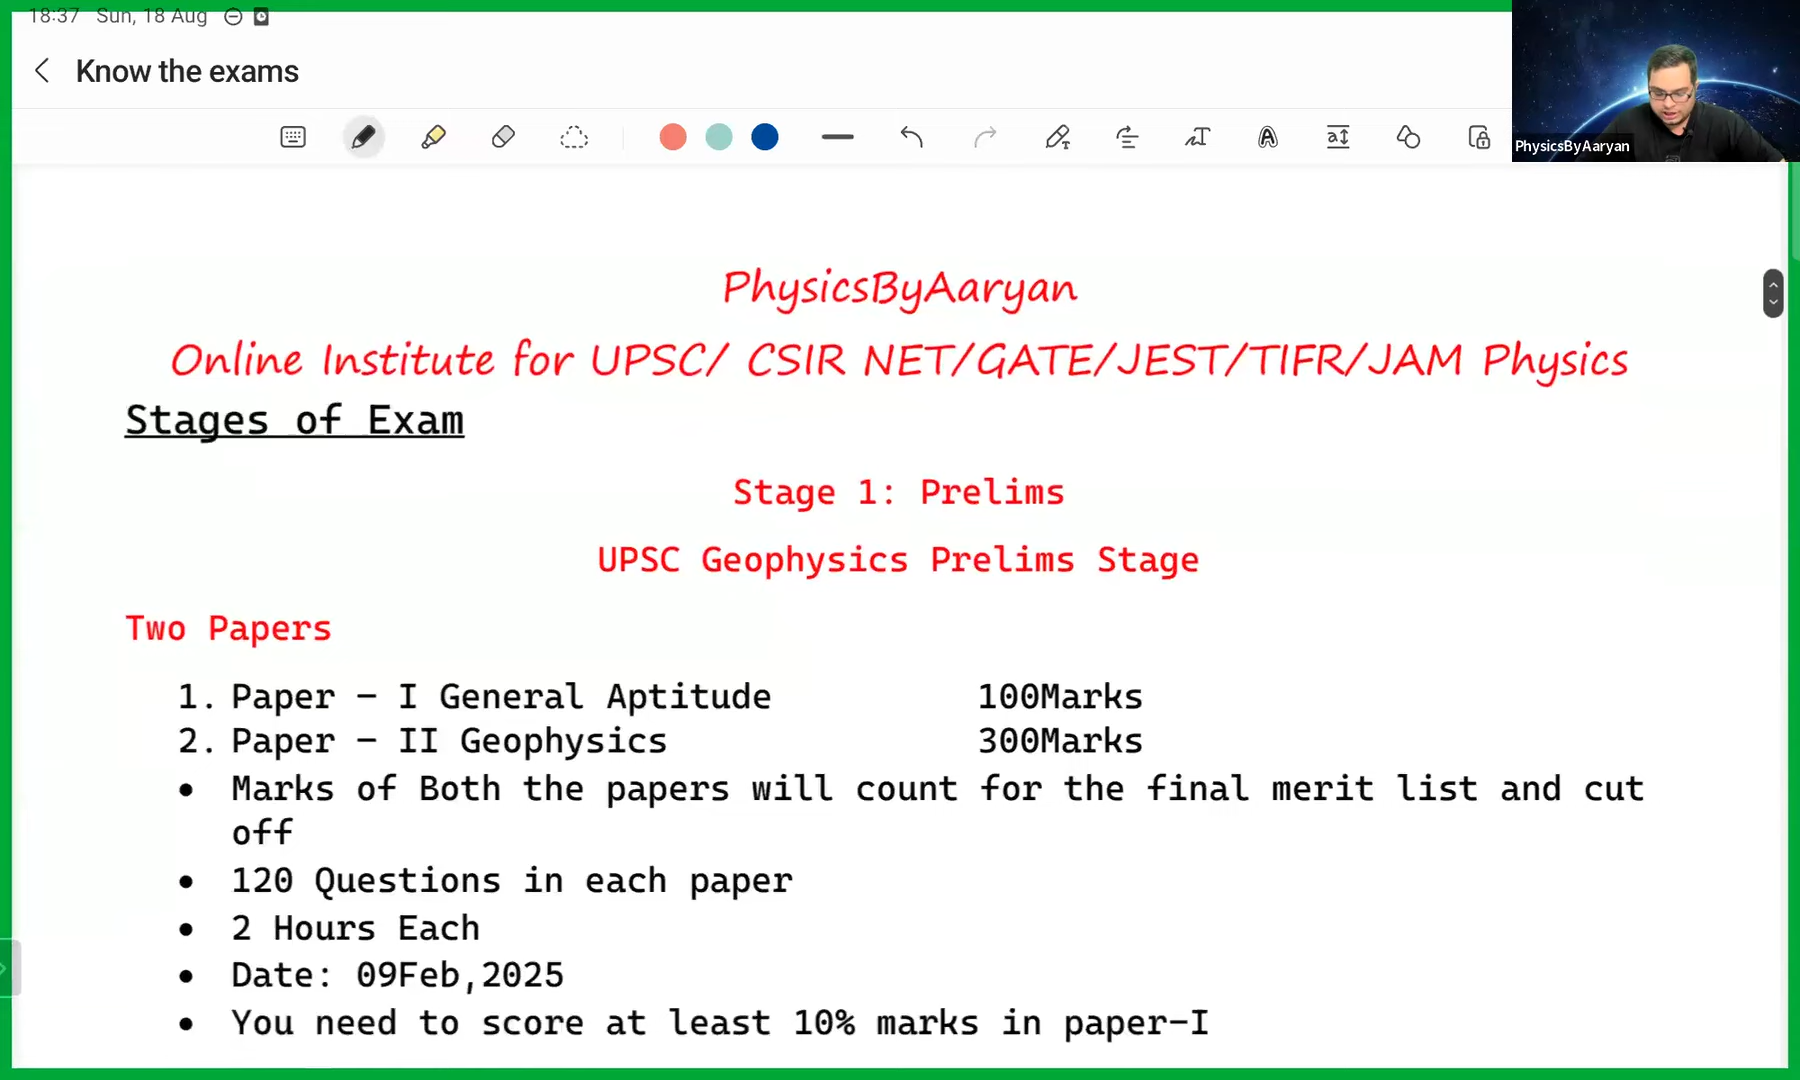 18:37 Sun, 18 Aug
Know the exams
PhysicsByAaryan
PhysicsByAaryan
Online Institute for UPSC/ CSIR NET/GATE/JEST/TIFR/JAM Physics
Stages of Exam
Stage 1: Prelims
UPSC Geophysics Prelims Stage
Two Papers
1. Paper – I General Aptitude 100Marks
2. Paper – II Geophysics 300Marks
• Marks of Both the papers will count for the final merit list and cut
off
• 120 Questions in each paper
• 2 Hours Each
• Date: 09Feb,2025
• You need to score at least 10% marks in paper–I